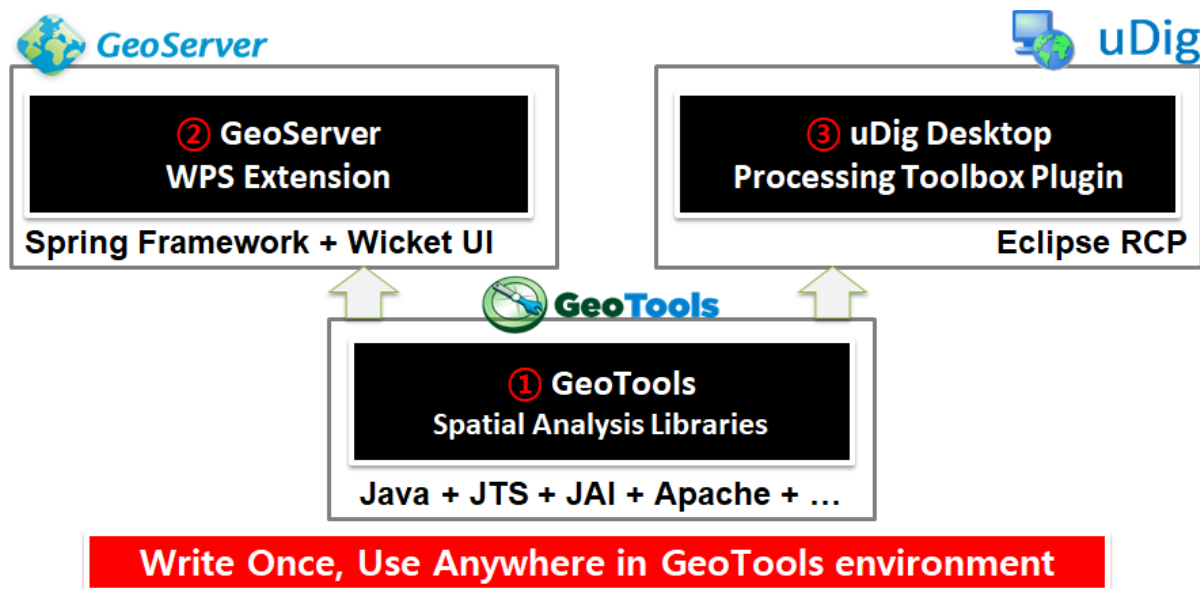 GeoServer
uDig
② GeoServer
WPS Extension
Spring Framework + Wicket UI
③ uDig Desktop
Processing Toolbox Plugin
Eclipse RCP
GeoTools
① GeoTools
Spatial Analysis Libraries
Java + JTS + JAI + Apache + …
Write Once, Use Anywhere in GeoTools environment